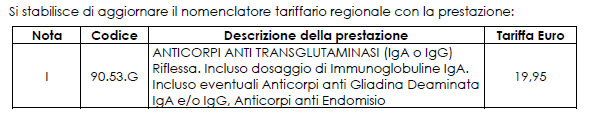 Si stabilisce di aggiornare il nomenclatore tariffario regionale con la prestazione:
Nota Codice Descrizione della prestazione Tariffa Euro
ANTICORPI ANTI TRANSGLUTAMINASI (IgA o IgG)
Riflessa. Incluso dosaggio di Immunoglobuline IgA.
I 90.53.G Incluso eventuali Anticorpi anti Gliadina Deaminata 19,95
IgA e/o IgG, Anticorpi anti Endomisio